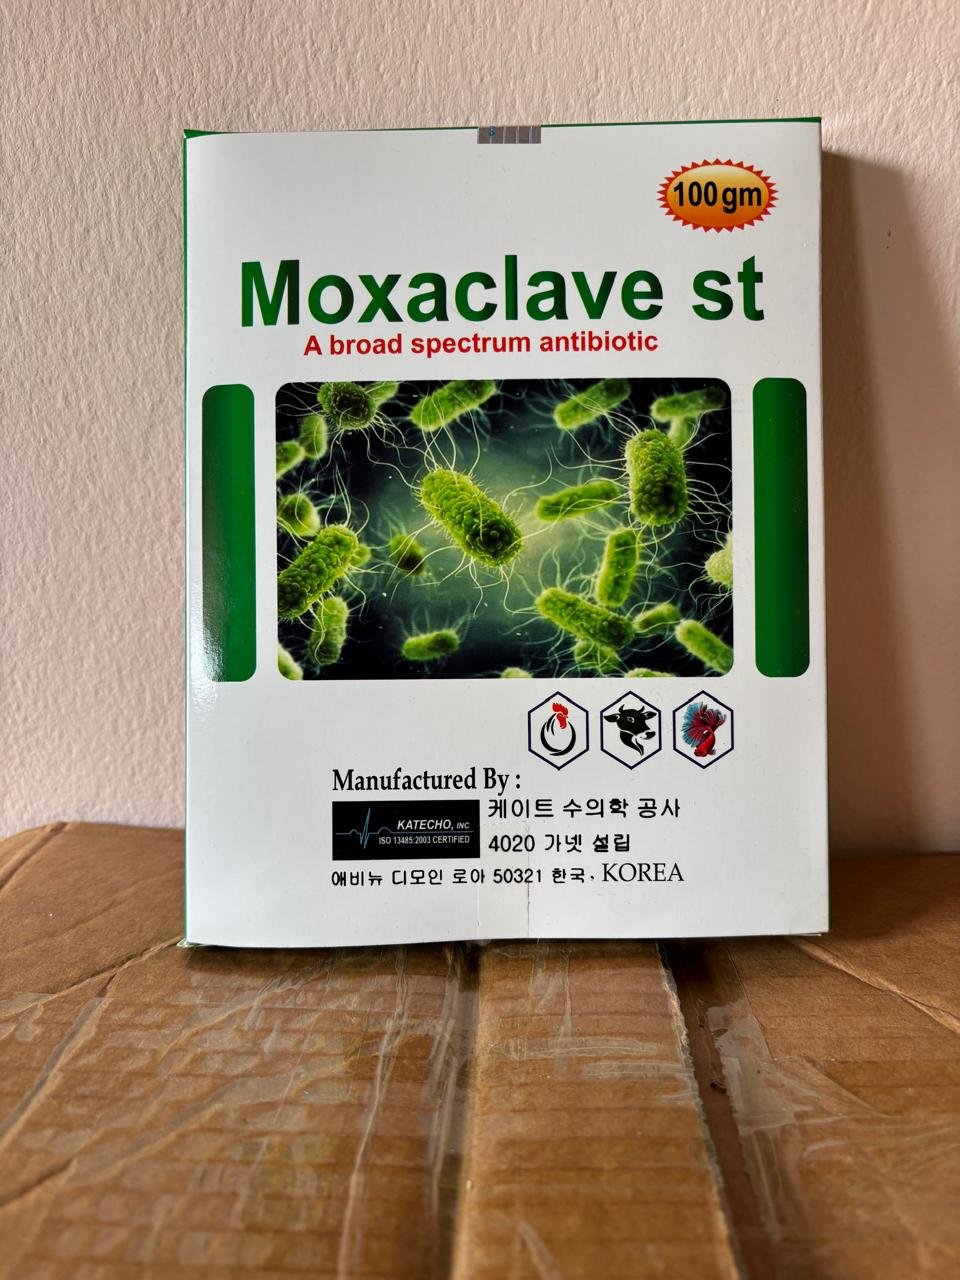 100 gm
Moxaclave st
A broad spectrum antibiotic
Manufactured By :
KATECHO, INC
ISO 13485:2003 CERTIFIED
케이트 수의학 공사
4020 가넷 설립
애비뉴 디모인 로아 50321 한국, KOREA